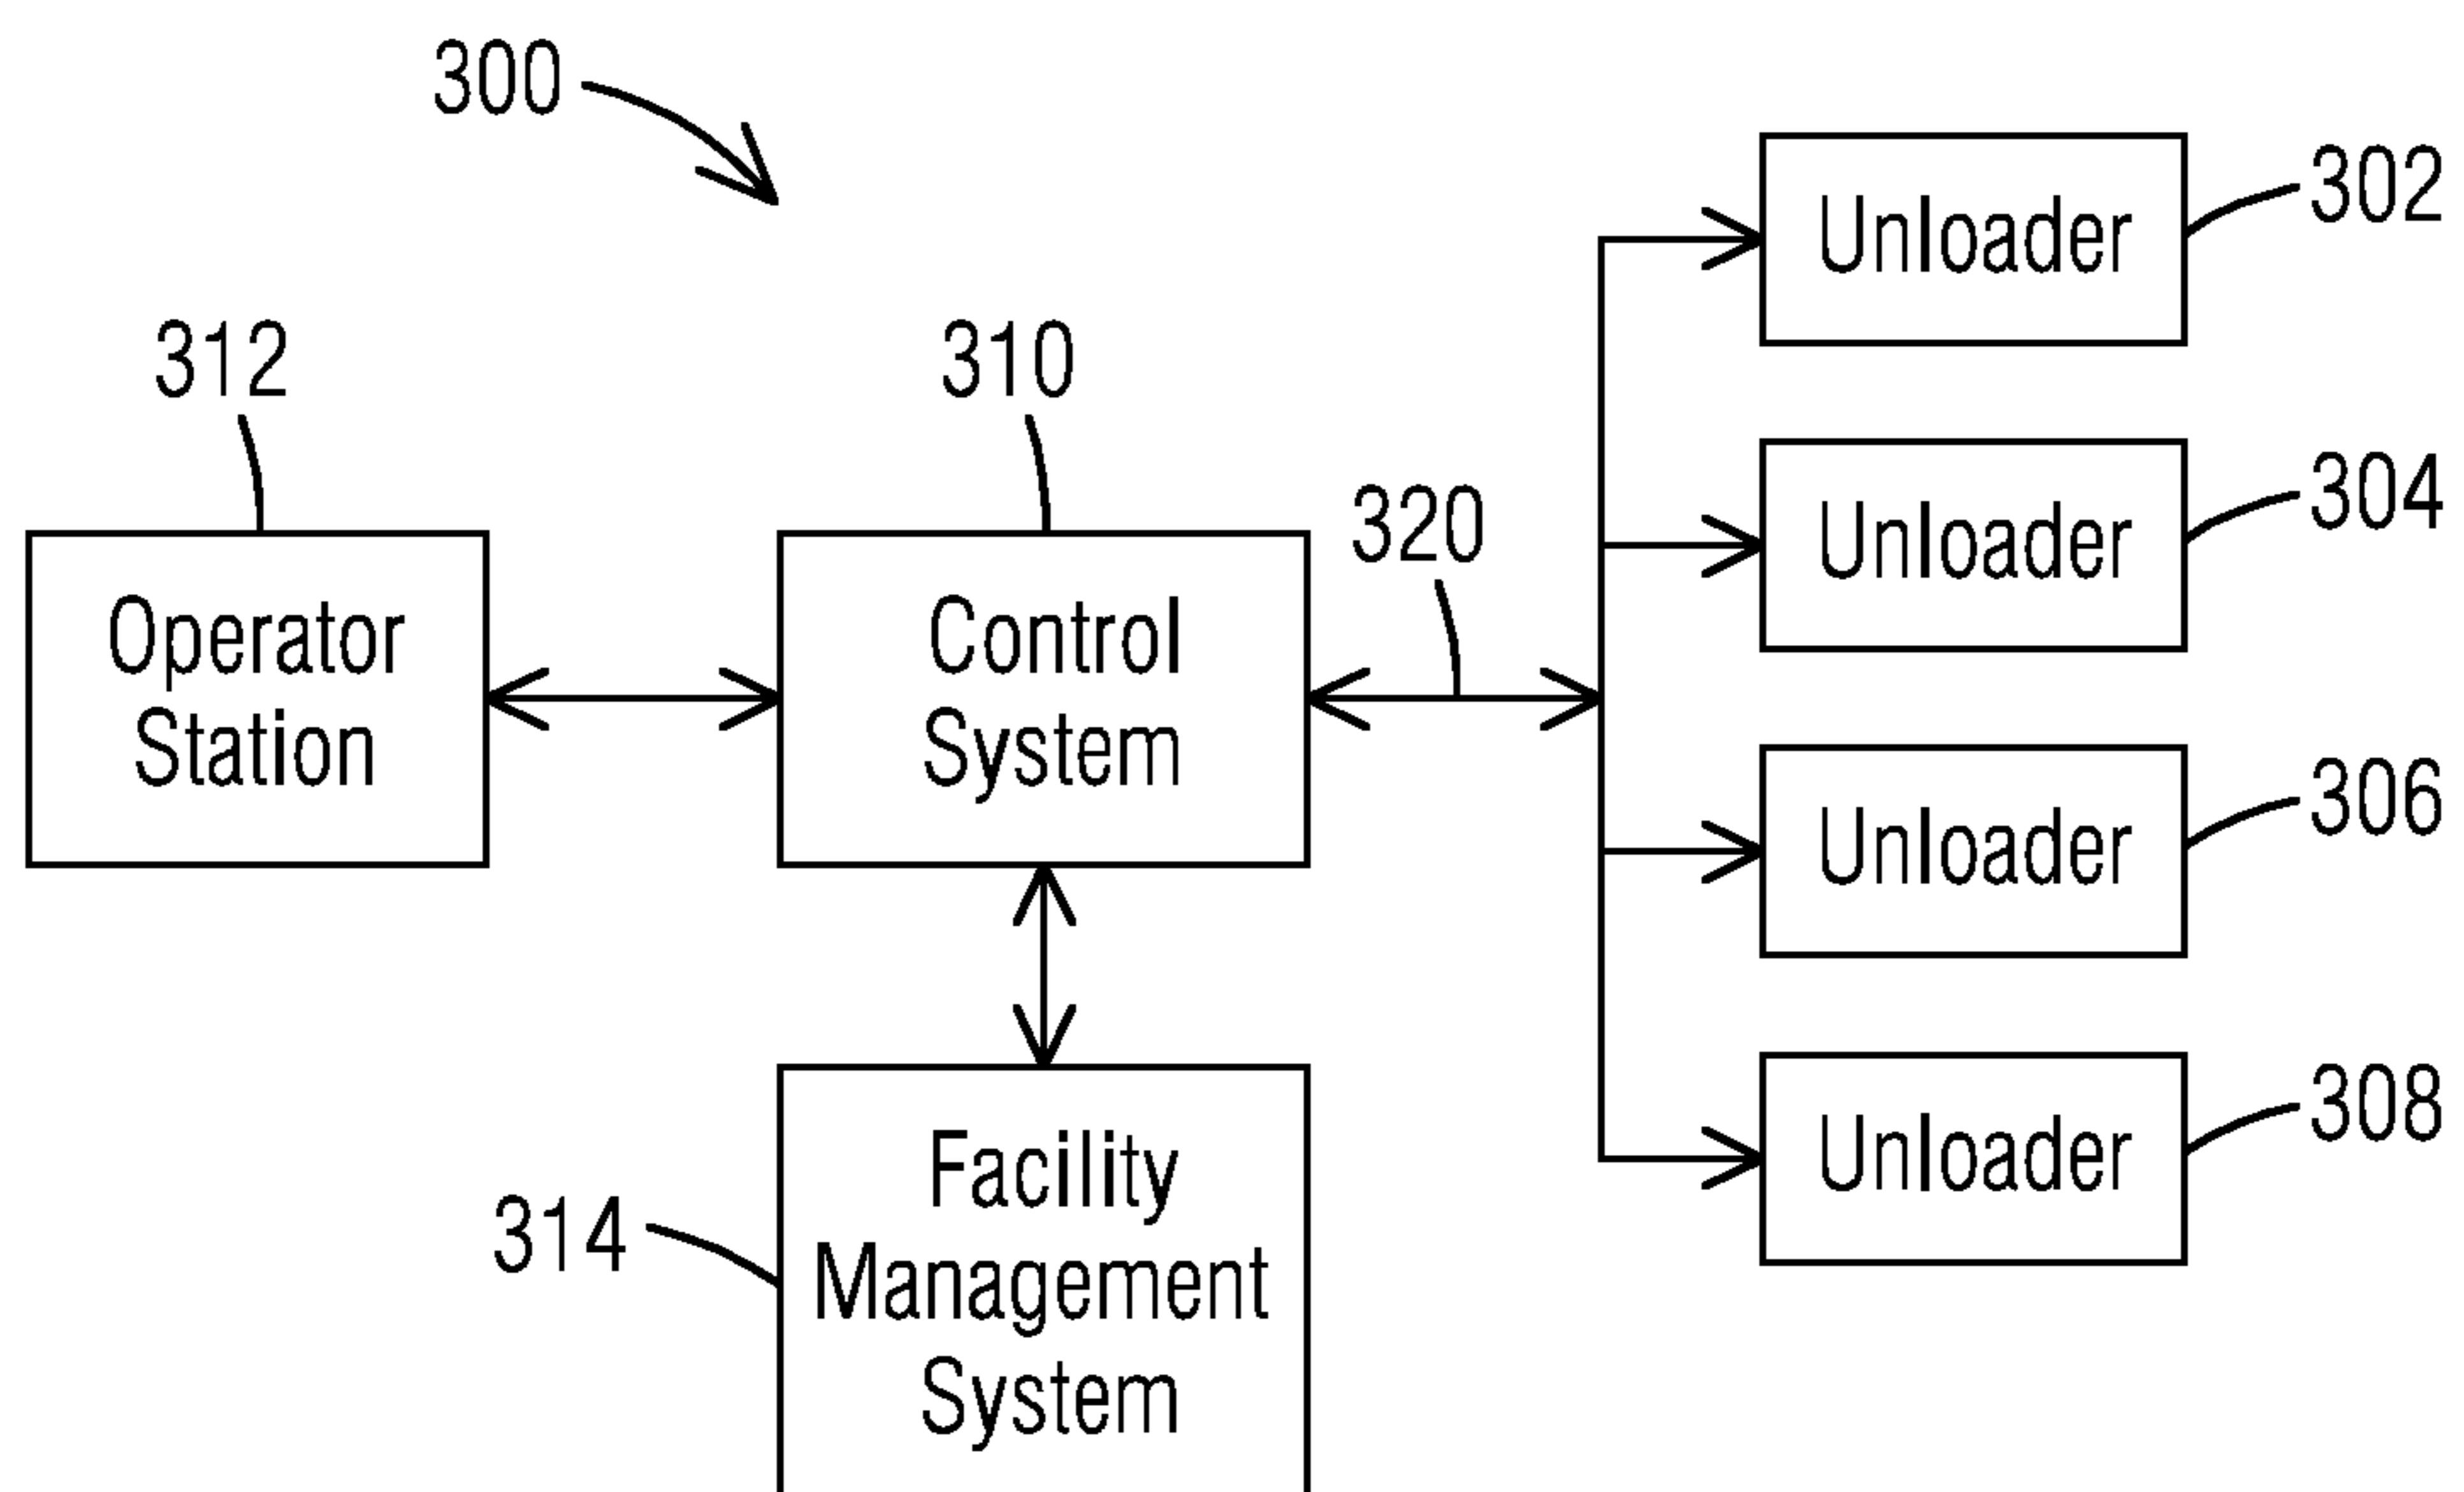 300
302
Unloader
312
310
304
320
Unloader
Operator
Station
Control
System
306
Unloader
308
Unloader
314
Facility
Management
System